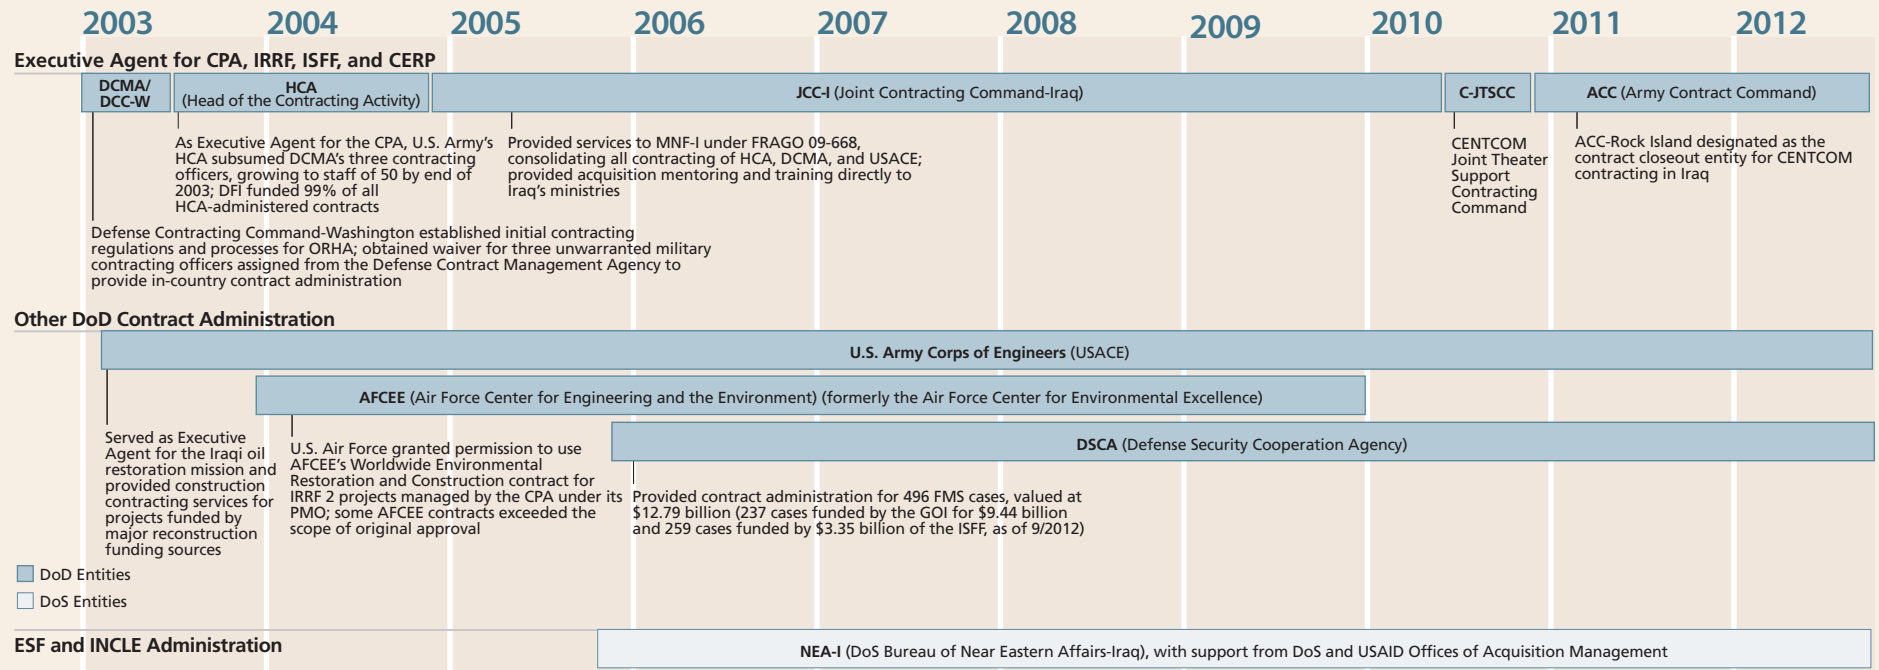 2003 2004 2005 2006 2007 2008 2009 2010 2011 2012
Executive Agent for CPA, IRRF, ISFF, and CERP
DCMA/
DCC-W
HCA
(Head of the Contracting Activity)
JCC-I (Joint Contracting Command-Iraq)
C-JTSCC
ACC (Army Contract Command)
As Executive Agent for the CPA, U.S. Army's
HCA subsumed DCMA's three contracting
officers, growing to staff of 50 by end of
2003; DFI funded 99% of all
HCA-administered contracts
Provided services to MNF-I under FRAGO 09-668,
consolidating all contracting of HCA, DCMA, and USACE;
provided acquisition mentoring and training directly to
Iraq's ministries
CENTCOM
Joint Theater
Support
Contracting
Command
ACC-Rock Island designated as the
contract closeout entity for CENTCOM
contracting in Iraq
Defense Contracting Command-Washington established initial contracting
regulations and processes for ORHA; obtained waiver for three unwarranted military
contracting officers assigned from the Defense Contract Management Agency to
provide in-country contract administration
Other DoD Contract Administration
U.S. Army Corps of Engineers (USACE)
AFCEE (Air Force Center for Engineering and the Environment) (formerly the Air Force Center for Environmental Excellence)
DSCA (Defense Security Cooperation Agency)
Served as Executive
Agent for the Iraqi oil
restoration mission and
provided construction
contracting services for
projects funded by
major reconstruction
funding sources
U.S. Air Force granted permission to use
AFCEE's Worldwide Environmental
Restoration and Construction contract for
IRRF 2 projects managed by the CPA under its
PMO; some AFCEE contracts exceeded the
scope of original approval
Provided contract administration for 496 FMS cases, valued at
$12.79 billion (237 cases funded by the GOI for $9.44 billion
and 259 cases funded by $3.35 billion of the ISFF, as of 9/2012)
DoD Entities
DoS Entities
ESF and INCLE Administration
NEA-I (DoS Bureau of Near Eastern Affairs-Iraq), with support from DoS and USAID Offices of Acquisition Management